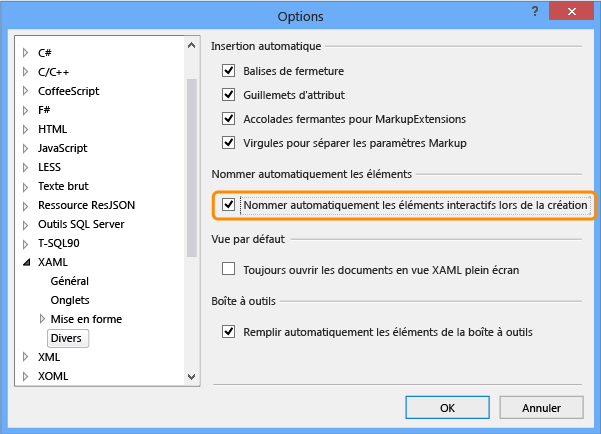 Options
?
C#
C/C++
CoffeeScript
F#
HTML
JavaScript
LESS
Texte brut
Ressource ResJSON
Outils SQL Server
T-SQL90
XAML
Général
Onglets
Mise en forme
Divers
XML
XOML
Insertion automatique
Balises de fermeture
Guillemets d'attribut
Accolades fermantes pour MarkupExtensions
Virgules pour séparer les paramètres Markup
Nommer automatiquement les éléments
Nommer automatiquement les éléments interactifs lors de la création
Vue par défaut
Toujours ouvrir les documents en vue XAML plein écran
Boîte à outils
Remplir automatiquement les éléments de la boîte à outils
OK
Annuler